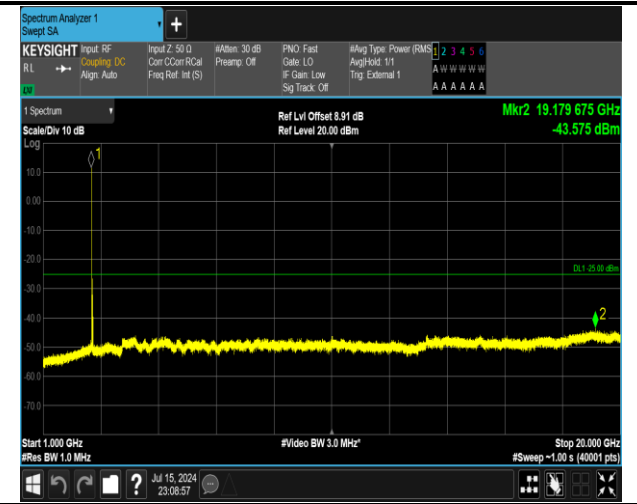 Spectrum Analyzer 1
Swept SA
+
KEYSIGHT Input: RF Input Z: 50 Ω #Atten: 30 dB PNO: Fast #Avg Type: Power (RMS 1 2 3 4 5 6
RL Coupling: DC Corr CCorr RCal Preamp: Off Gate: LO Avg|Hold: 1/1 A W W W W W
Align: Auto Freq Ref: Int (S) IF Gain: Low Trig: External 1
Sig Track: Off A A A A A A
LXI
1 Spectrum Ref Lvl Offset 8.91 dB Mkr2 19.179 675 GHz
Scale/Div 10 dB Ref Level 20.00 dBm -43.575 dBm
Log
1
10.0
0.00
-10.0
-20.0
DL1 -25.00 dBm
-30.0
2
-40.0
-50.0
-60.0
-70.0
Start 1.000 GHz #Video BW 3.0 MHz* Stop 20.000 GHz
#Res BW 1.0 MHz #Sweep ~1.00 s (40001 pts)
? Jul 15, 2024
23:08:57